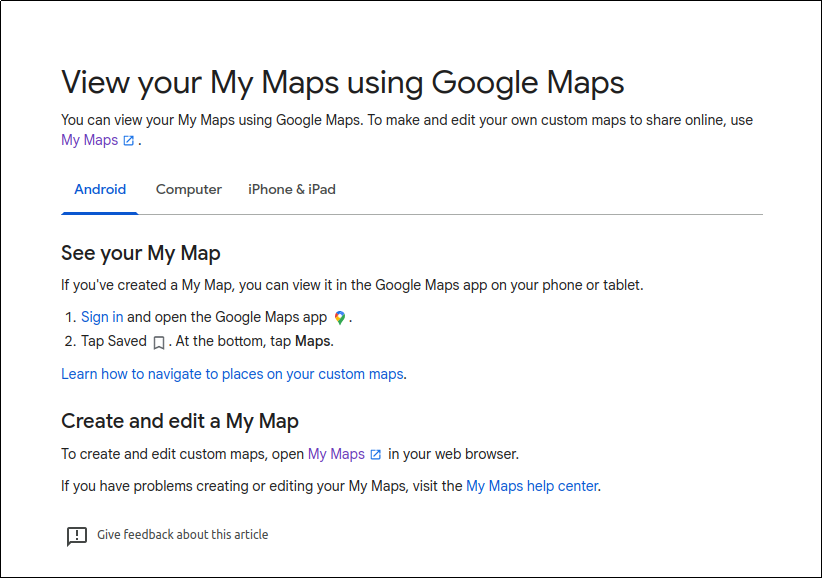 View your My Maps using Google Maps
You can view your My Maps using Google Maps. To make and edit your own custom maps to share online, use
My Maps .
Android Computer iPhone & iPad
See your My Map
If you've created a My Map, you can view it in the Google Maps app on your phone or tablet.
1. Sign in and open the Google Maps app .
2. Tap Saved . At the bottom, tap Maps.
Learn how to navigate to places on your custom maps.
Create and edit a My Map
To create and edit custom maps, open My Maps in your web browser.
If you have problems creating or editing your My Maps, visit the My Maps help center.
Give feedback about this article